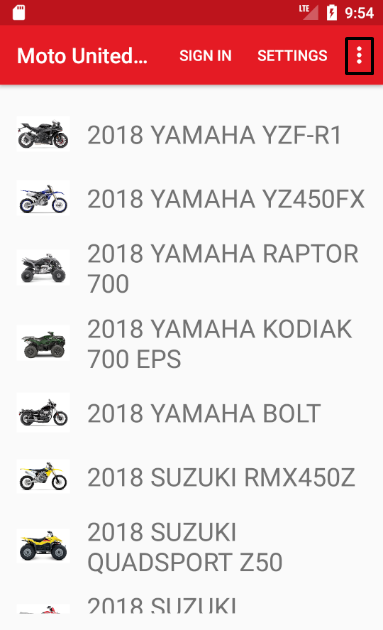 LTE 9:54
Moto United... SIGN IN SETTINGS
2018 YAMAHA YZF-R1
2018 YAMAHA YZ450FX
2018 YAMAHA RAPTOR
700
2018 YAMAHA KODIAK
700 EPS
2018 YAMAHA BOLT
2018 SUZUKI RMX450Z
2018 SUZUKI
QUADSPORT Z50
2018 SUZUKI